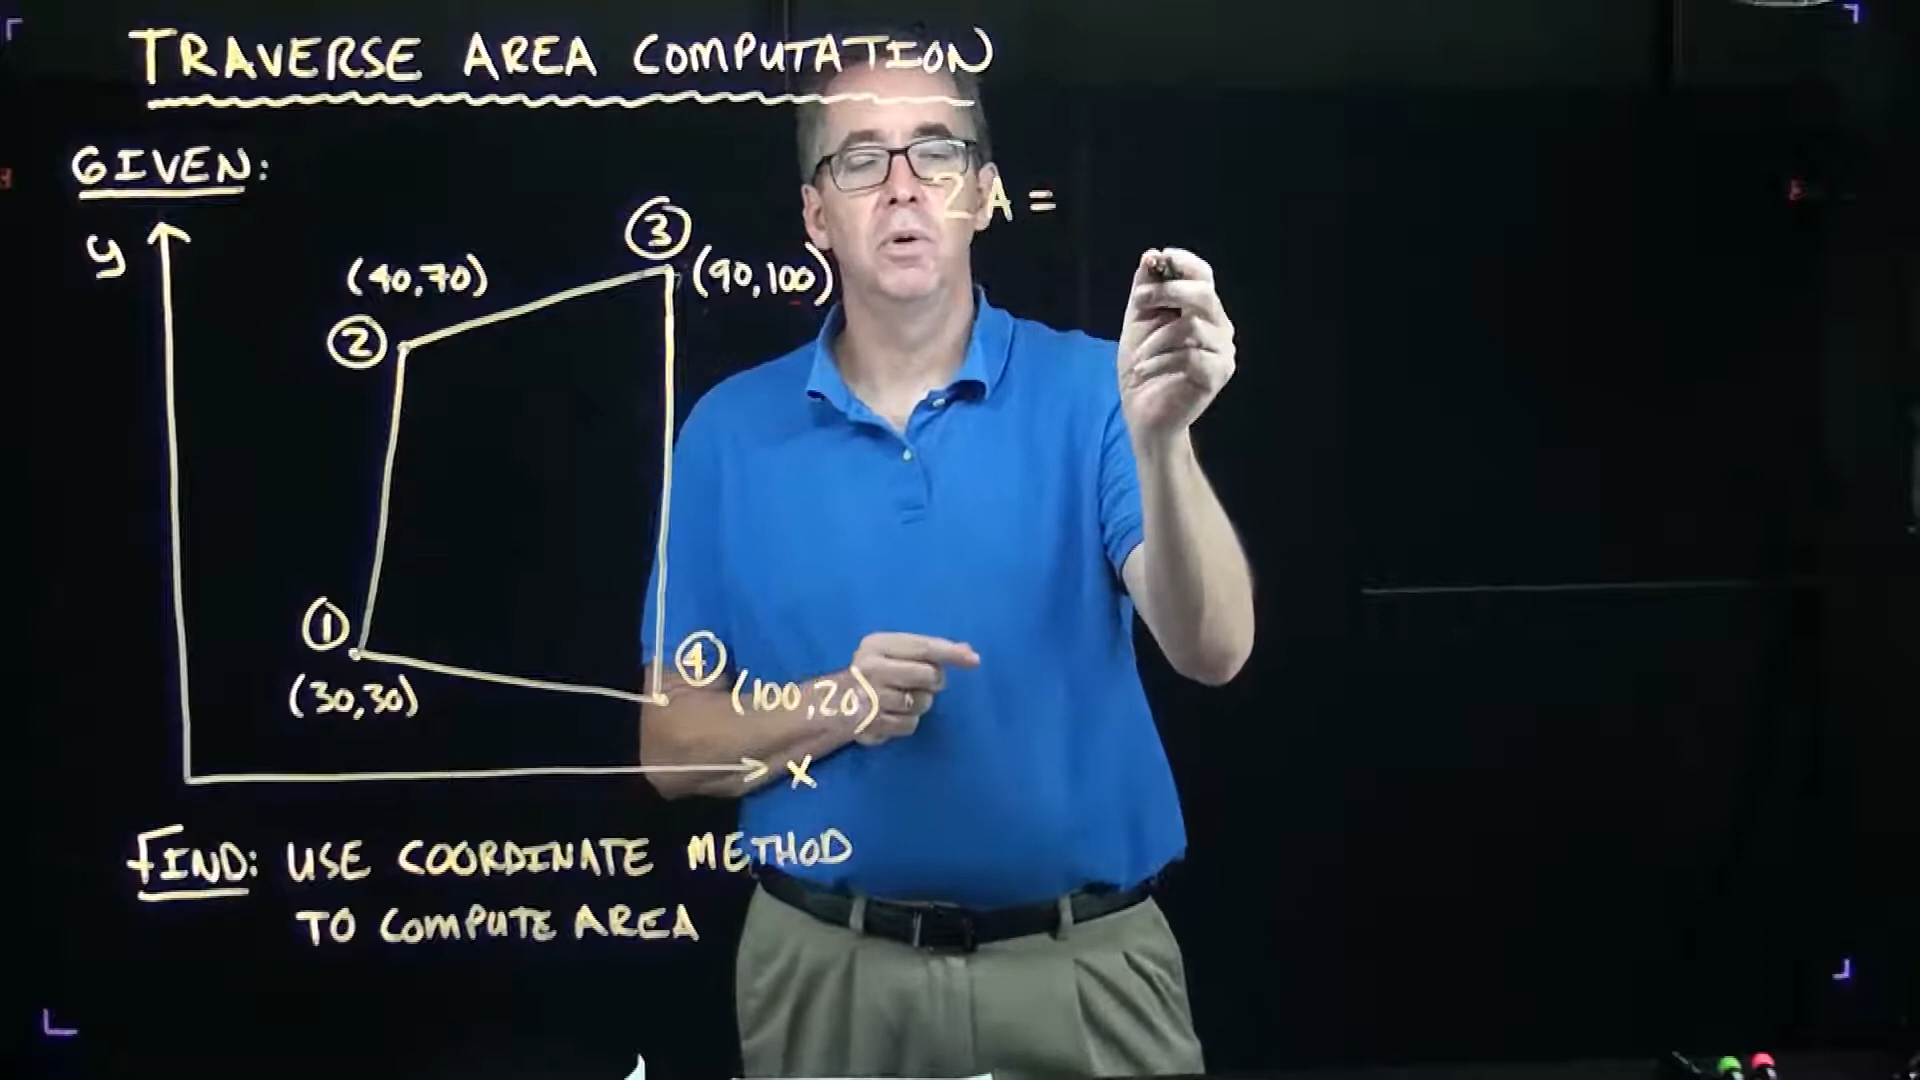 TRAVERSE AREA COMPUTATION
GIVEN:
2A =
y
③
(40,70)
(90,100)
②
①
④
(30,30)
(100,20)
x
FIND: USE COORDINATE METHOD
TO COMPUTE AREA